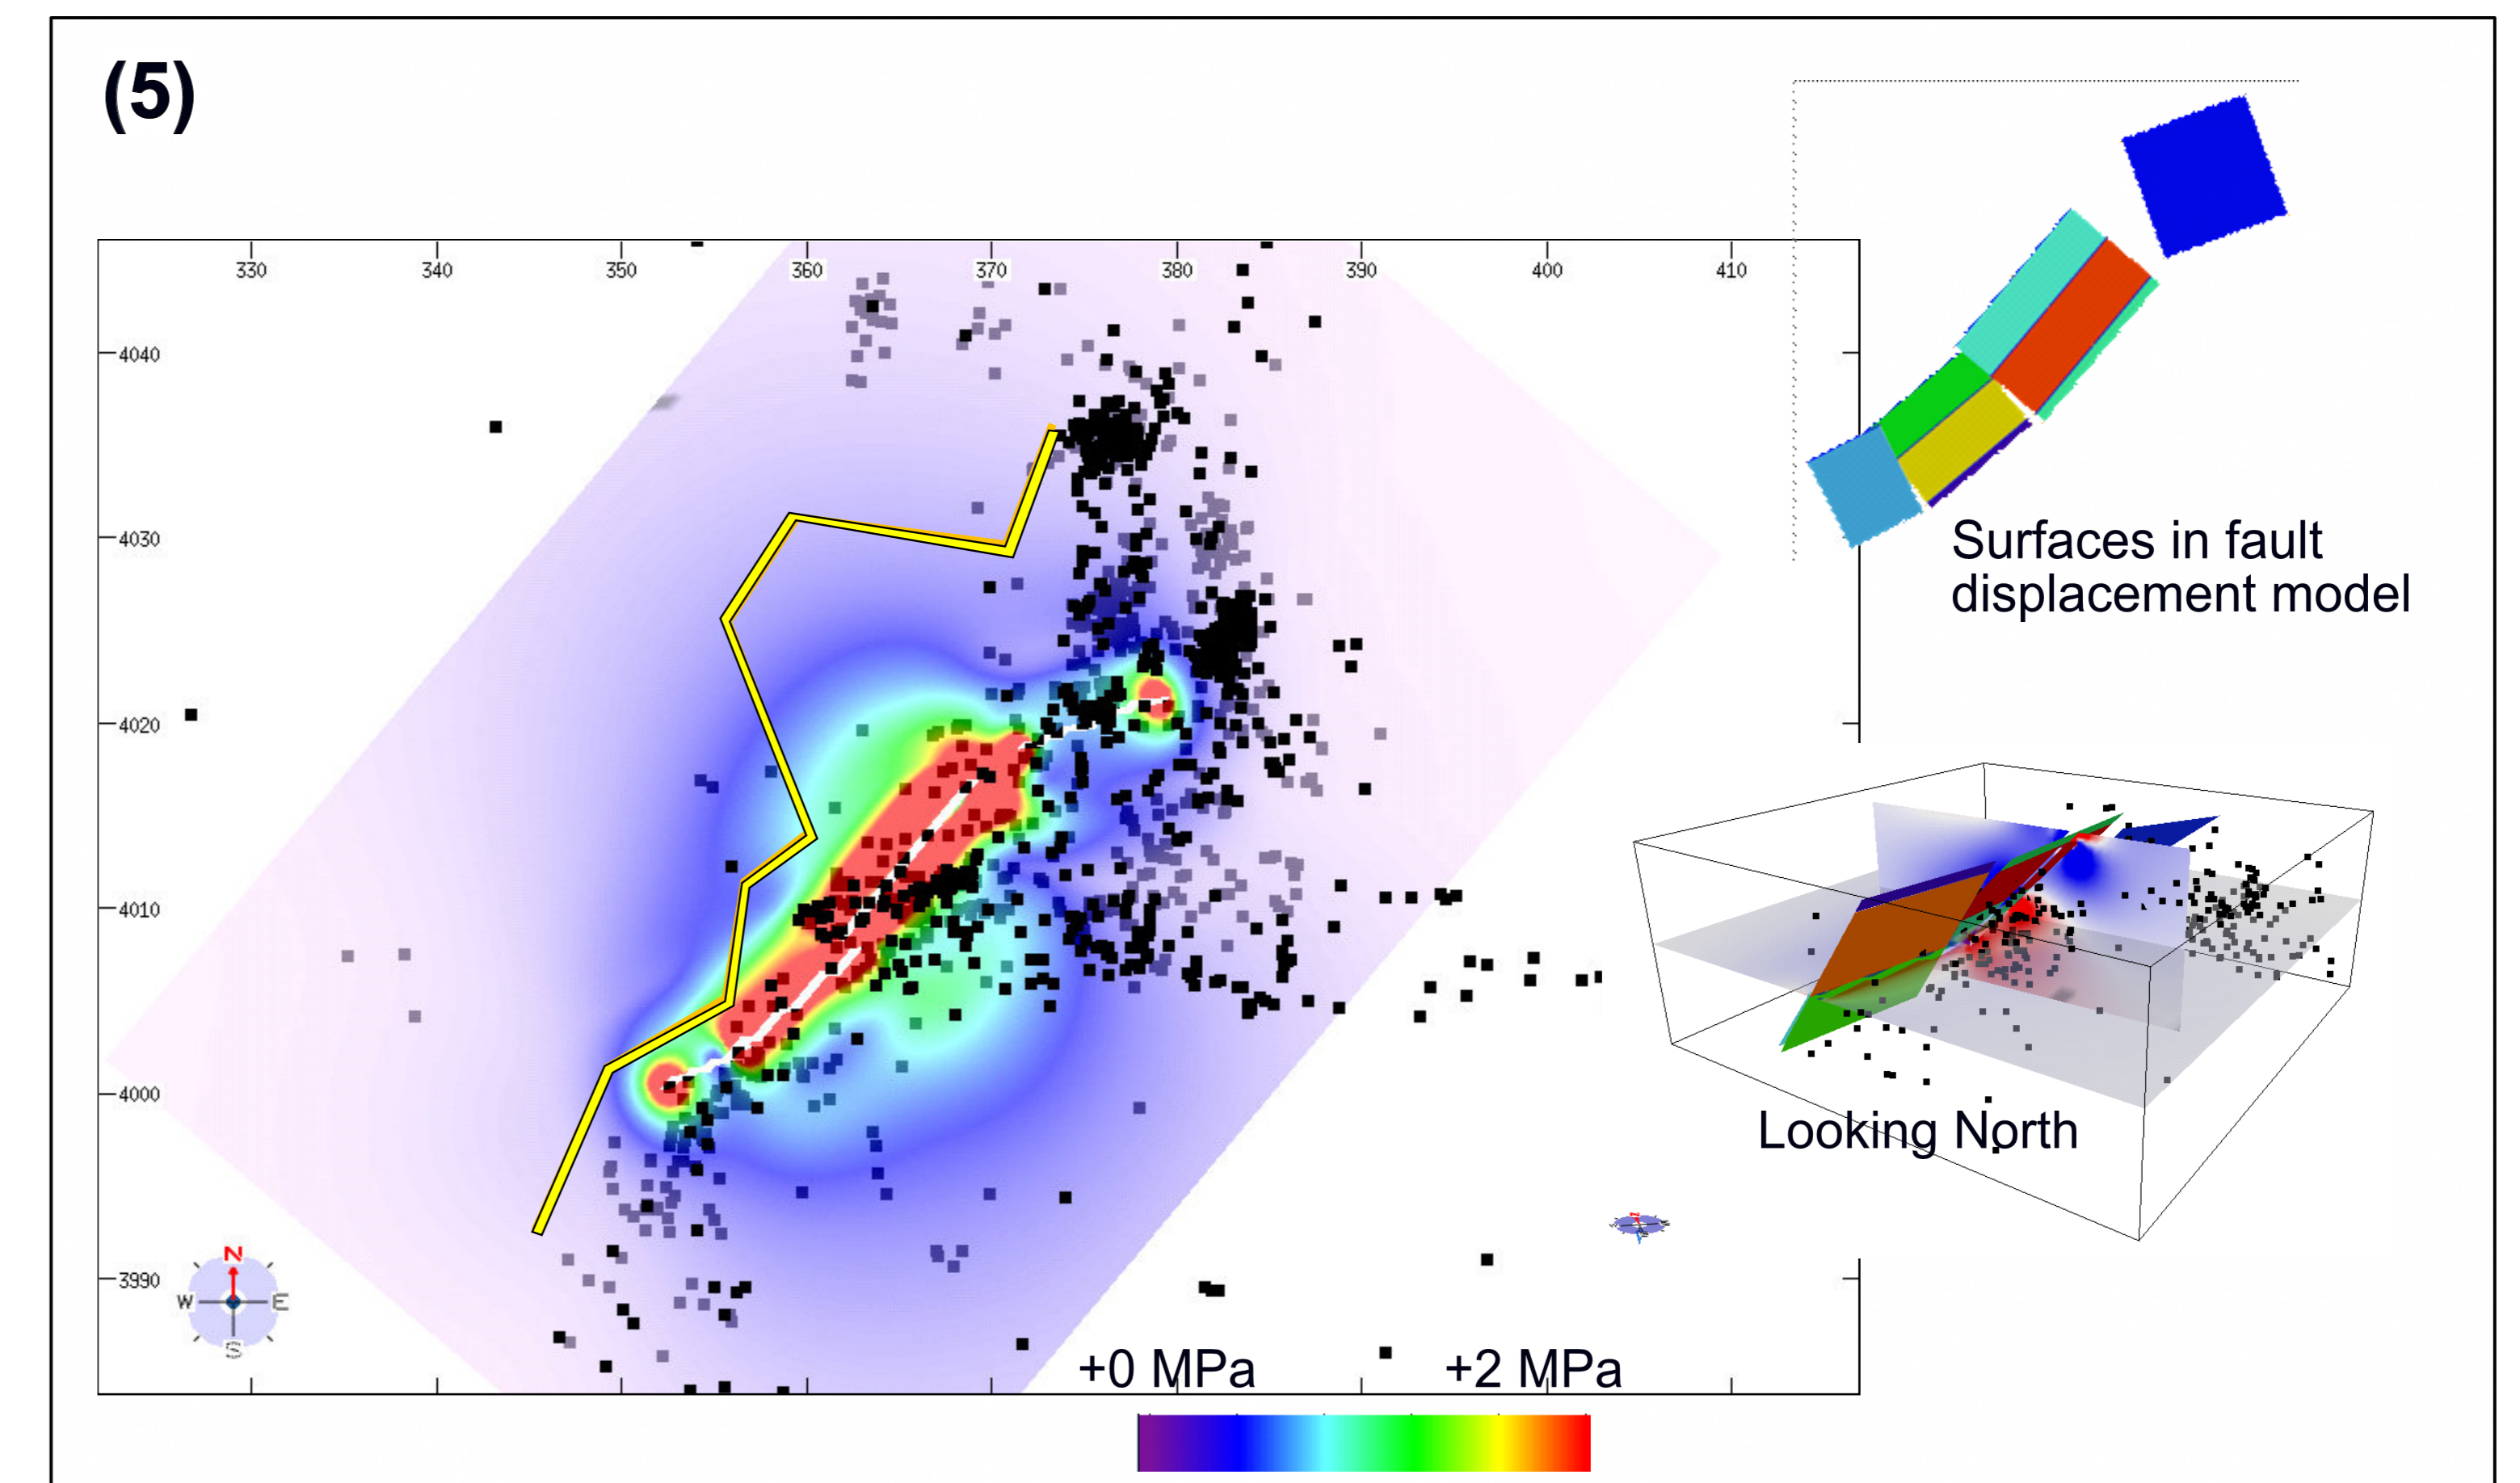 (5)
330 340 350 360 370 380 390 400 410
4040
4030
4020
4010
4000
3990
N
W E
S
Surfaces in fault
displacement model
Looking North
+0 MPa +2 MPa